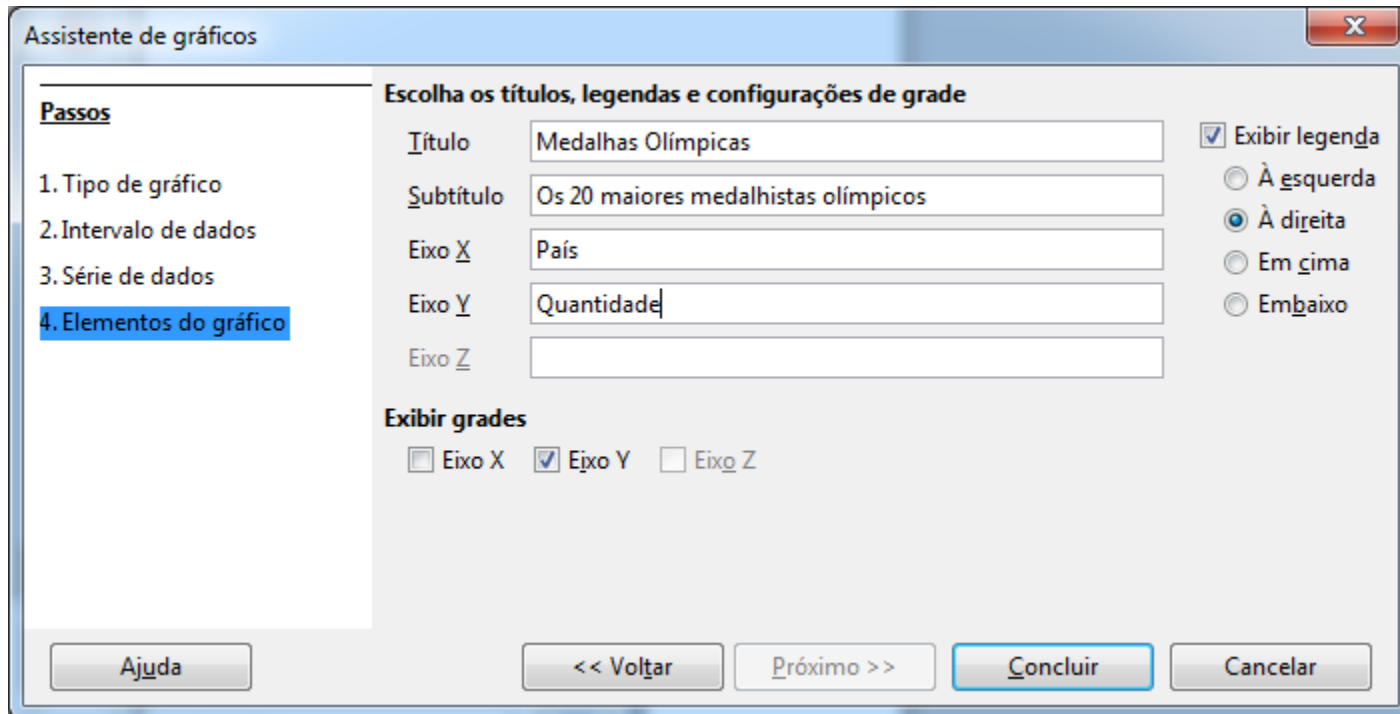 Assistente de gráficos
Passos
1. Tipo de gráfico
2. Intervalo de dados
3. Série de dados
4. Elementos do gráfico
Escolha os títulos, legendas e configurações de grade
Título Medalhas Olímpicas
Subtítulo Os 20 maiores medalhistas olímpicos
Eixo X País
Eixo Y Quantidade
Eixo Z
Exibir legenda
À esquerda
À direita
Em cima
Embaixo
Exibir grades
Eixo X Eixo Y Eixo Z
Ajuda << Voltar Próximo >> Concluir Cancelar